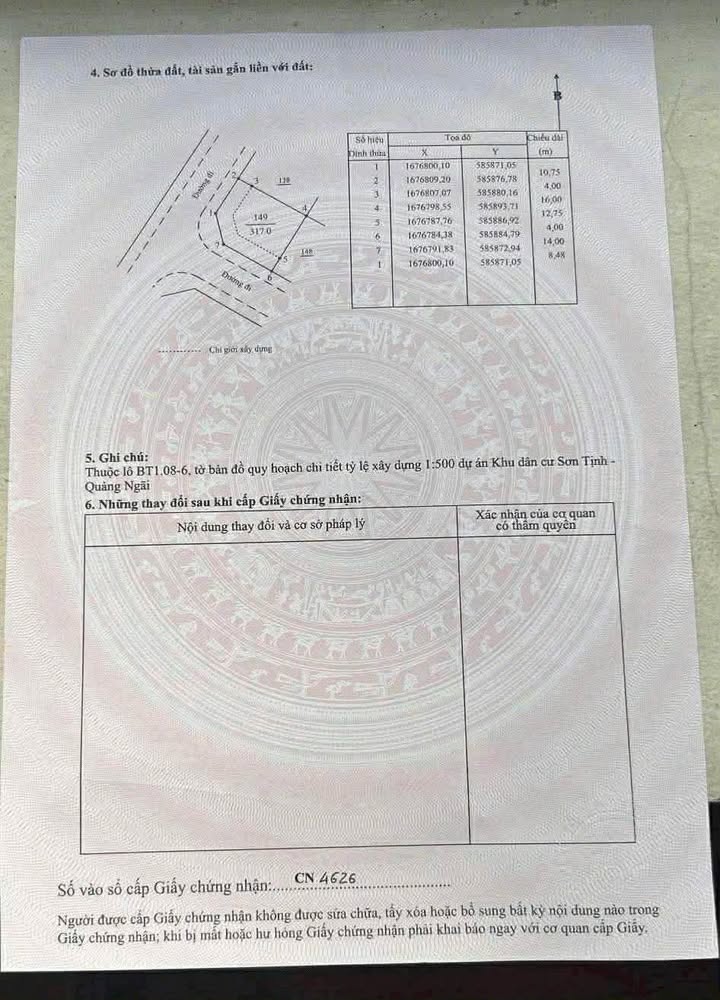 4. Sơ đồ thửa đất, tài sản gắn liền với đất:
B
Số hiệu Đỉnh thửa Tọa độ Chiều dài (m)
X Y
1 1676800,10 585871,05
10,75
2 1676809,20 585876,78
4,00
3 1676807,07 585880,16
16,00
4 1676798,55 585893,71
12,75
5 1676787,76 585886,92
4,00
6 1676784,38 585884,79
14,00
7 1676791,83 585872,94
8,48
1 1676800,10 585871,05
Đường đi
2
3
4
1
149
317.0
7
5
148
6
Đường đi
Chỉ giới xây dựng
5. Ghi chú:
Thuộc lô BT1.08-6, tờ bản đồ quy hoạch chi tiết tỷ lệ xây dựng 1:500 dự án Khu dân cư Sơn Tịnh -
Quảng Ngãi
6. Những thay đổi sau khi cấp Giấy chứng nhận:
Nội dung thay đổi và cơ sở pháp lý
Xác nhận của cơ quan
có thẩm quyền
Số vào sổ cấp Giấy chứng nhận: CN 4626
Người được cấp Giấy chứng nhận không được sửa chữa, tẩy xóa hoặc bổ sung bất kỳ nội dung nào trong
Giấy chứng nhận; khi bị mất hoặc hư hỏng Giấy chứng nhận phải khai báo ngay với cơ quan cấp Giấy.